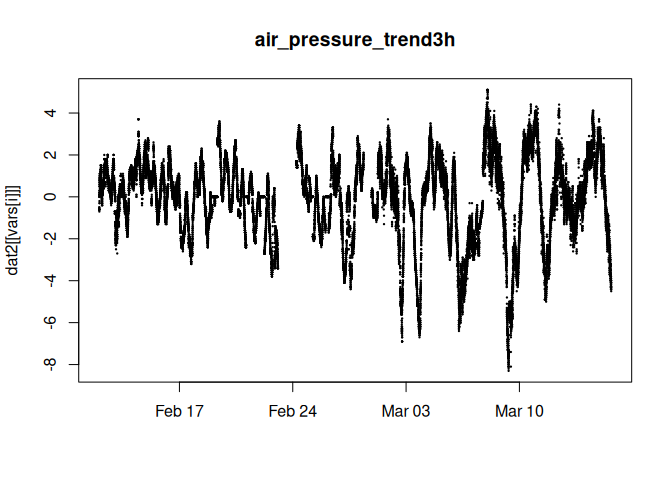 air_pressure_trend3h
dat2[[vars[i]]]
4
2
0
-2
-4
-6
-8
Feb 17
Feb 24
Mar 03
Mar 10